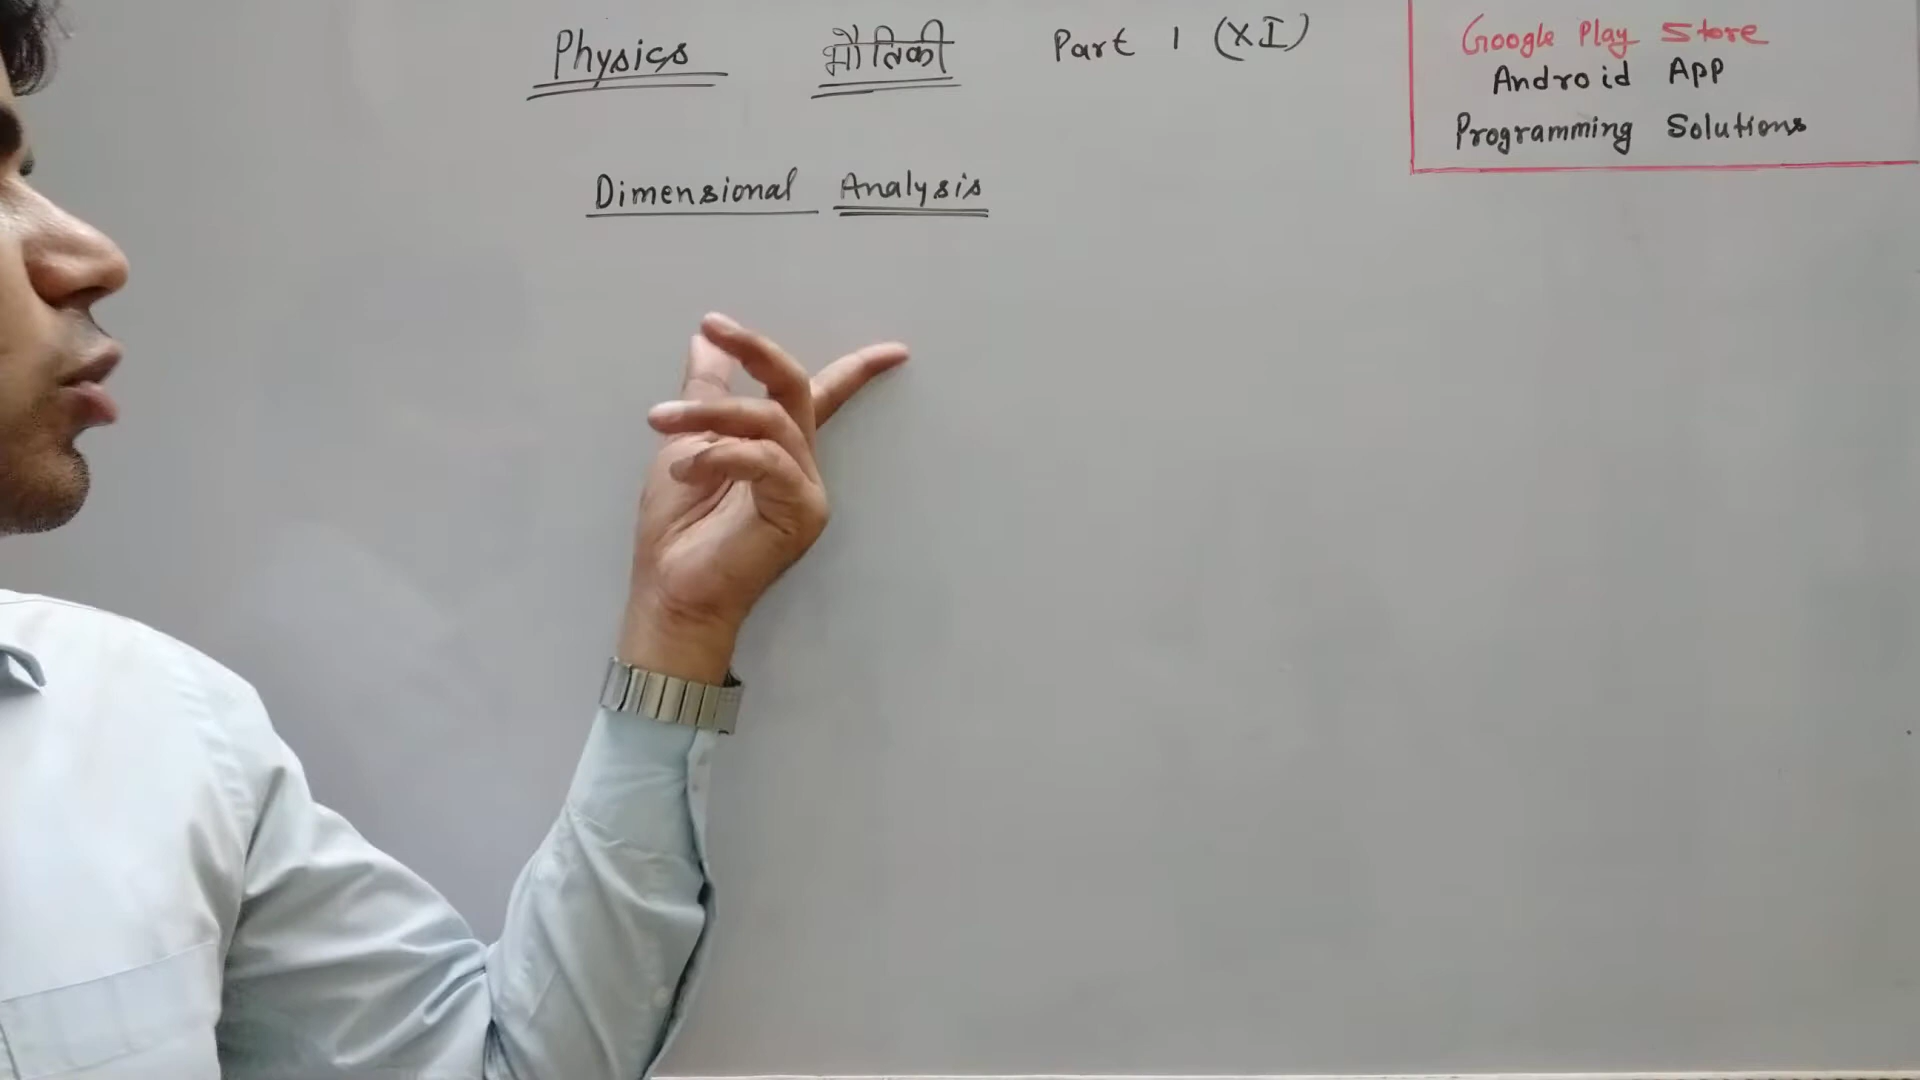 Physics भौतिकी Part 1 (XI)
Google Play Store
Android App
Programming Solutions
Dimensional Analysis